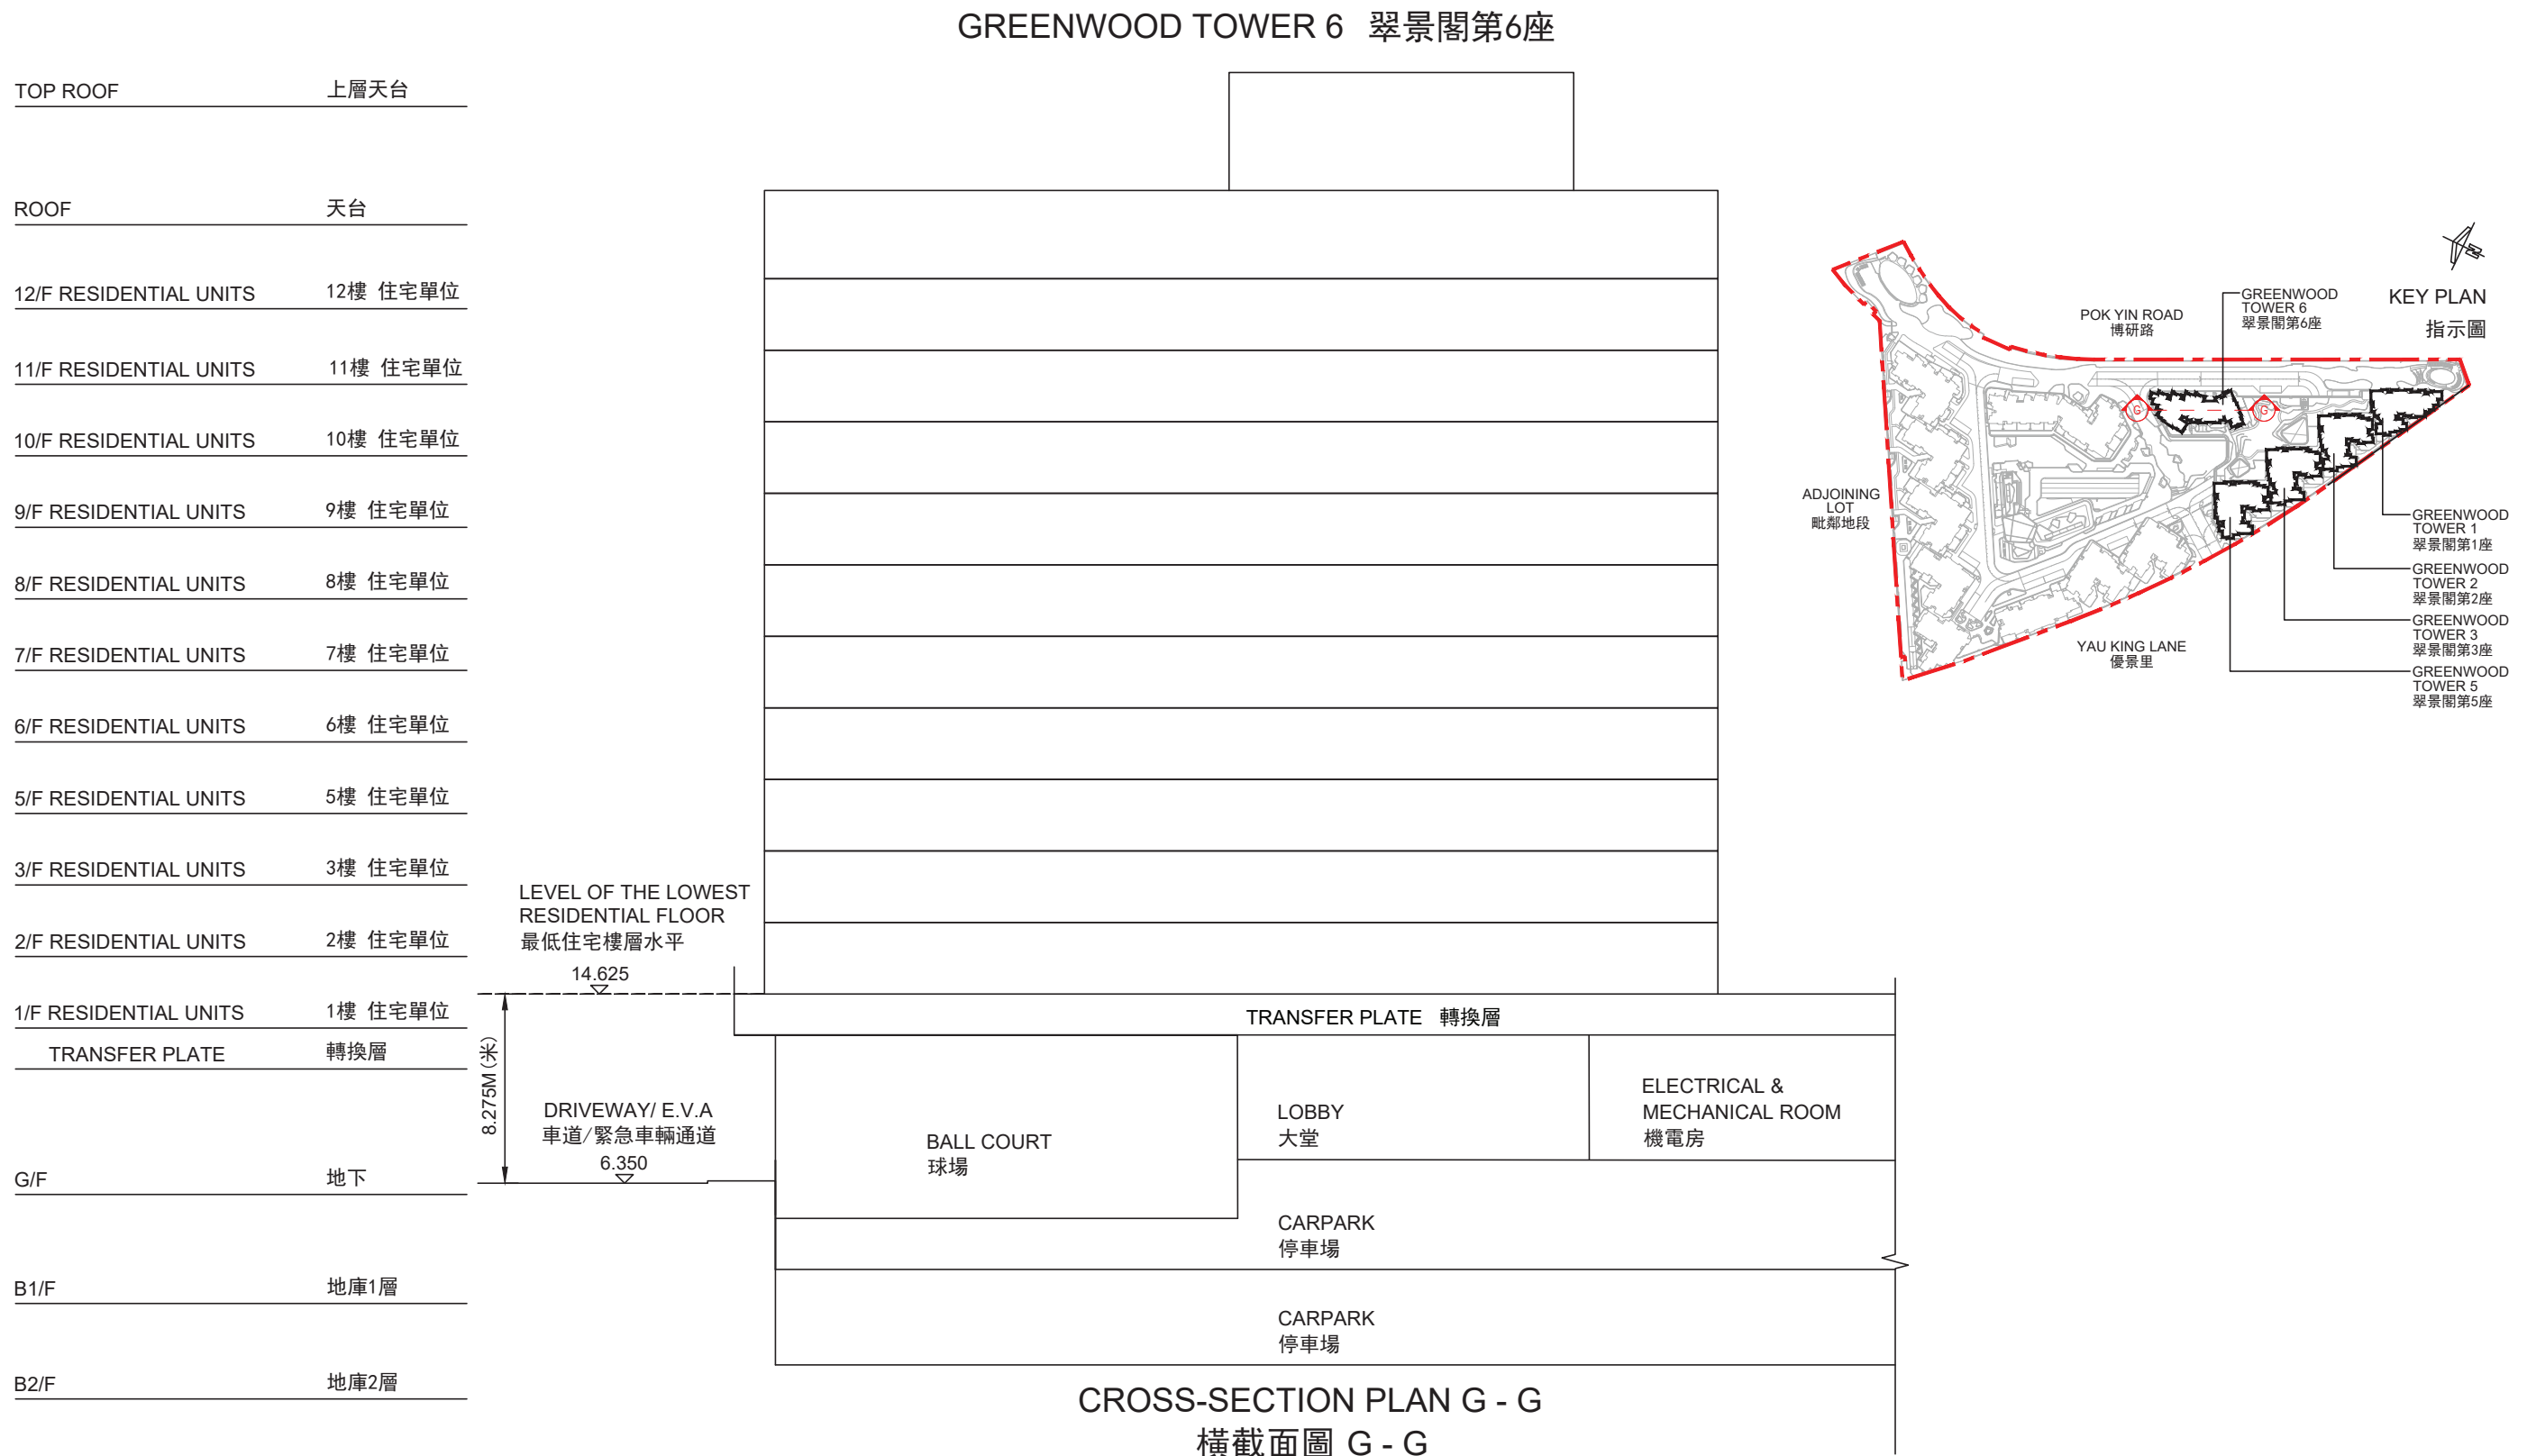 GREENWOOD TOWER 6 翠景閣第6座
TOP ROOF 上層天台
ROOF 天台
12/F RESIDENTIAL UNITS 12樓 住宅單位
11/F RESIDENTIAL UNITS 11樓 住宅單位
10/F RESIDENTIAL UNITS 10樓 住宅單位
9/F RESIDENTIAL UNITS 9樓 住宅單位
8/F RESIDENTIAL UNITS 8樓 住宅單位
7/F RESIDENTIAL UNITS 7樓 住宅單位
6/F RESIDENTIAL UNITS 6樓 住宅單位
5/F RESIDENTIAL UNITS 5樓 住宅單位
3/F RESIDENTIAL UNITS 3樓 住宅單位
2/F RESIDENTIAL UNITS 2樓 住宅單位
1/F RESIDENTIAL UNITS 1樓 住宅單位
TRANSFER PLATE 轉換層
G/F 地下
B1/F 地庫1層
B2/F 地庫2層
LEVEL OF THE LOWEST
RESIDENTIAL FLOOR
最低住宅樓層水平
14.625
8.275M(米)
DRIVEWAY/ E.V.A
車道/緊急車輛通道
6.350
TRANSFER PLATE 轉換層
BALL COURT
球場
LOBBY
大堂
ELECTRICAL &
MECHANICAL ROOM
機電房
CARPARK
停車場
CARPARK
停車場
CROSS-SECTION PLAN G - G
橫截面圖 G - G
N
KEY PLAN
指示圖
POK YIN ROAD
博研路
GREENWOOD
TOWER 6
翠景閣第6座
G
G
ADJOINING
LOT
毗鄰地段
YAU KING LANE
優景里
GREENWOOD
TOWER 1
翠景閣第1座
GREENWOOD
TOWER 2
翠景閣第2座
GREENWOOD
TOWER 3
翠景閣第3座
GREENWOOD
TOWER 5
翠景閣第5座